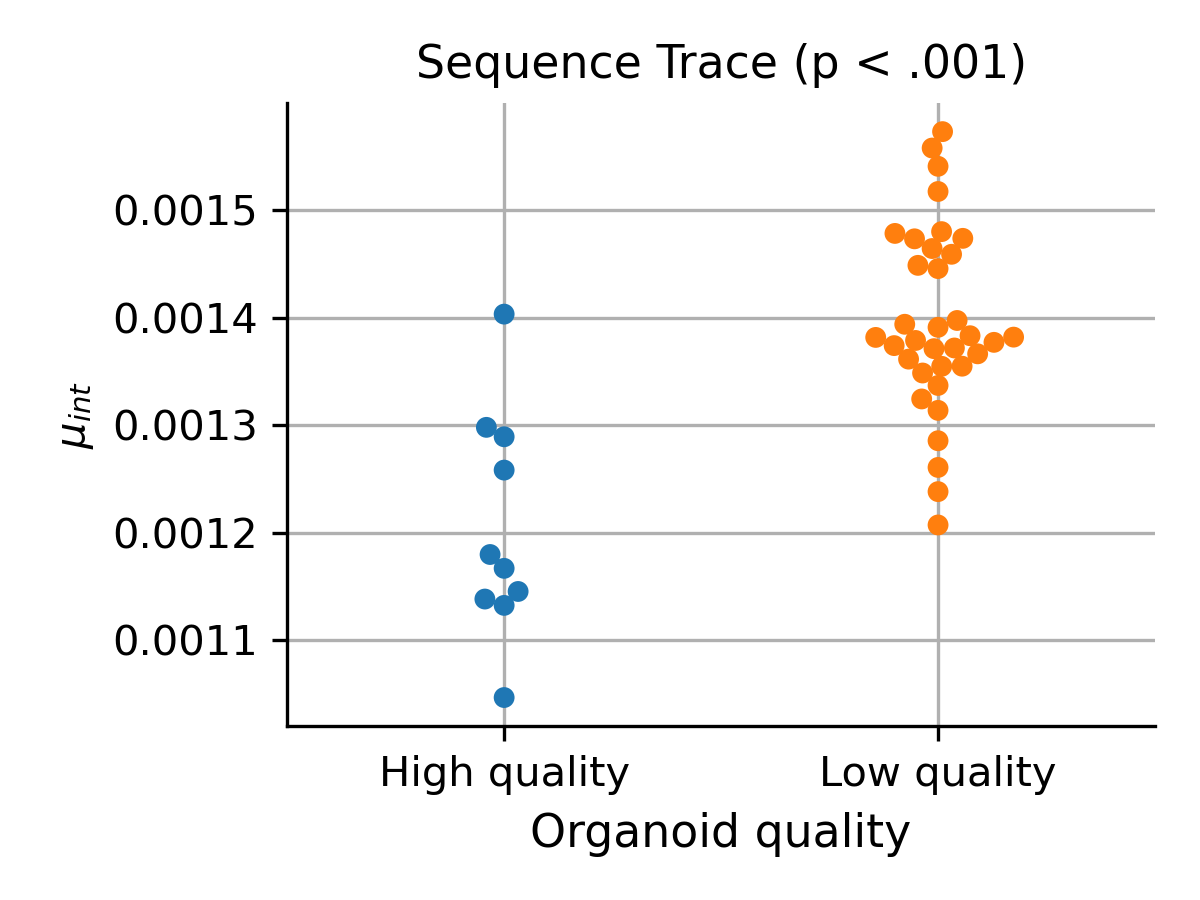 Sequence Trace (p < .001)
0.0015
0.0014
0.0013
0.0012
0.0011
μint
High quality
Low quality
Organoid quality